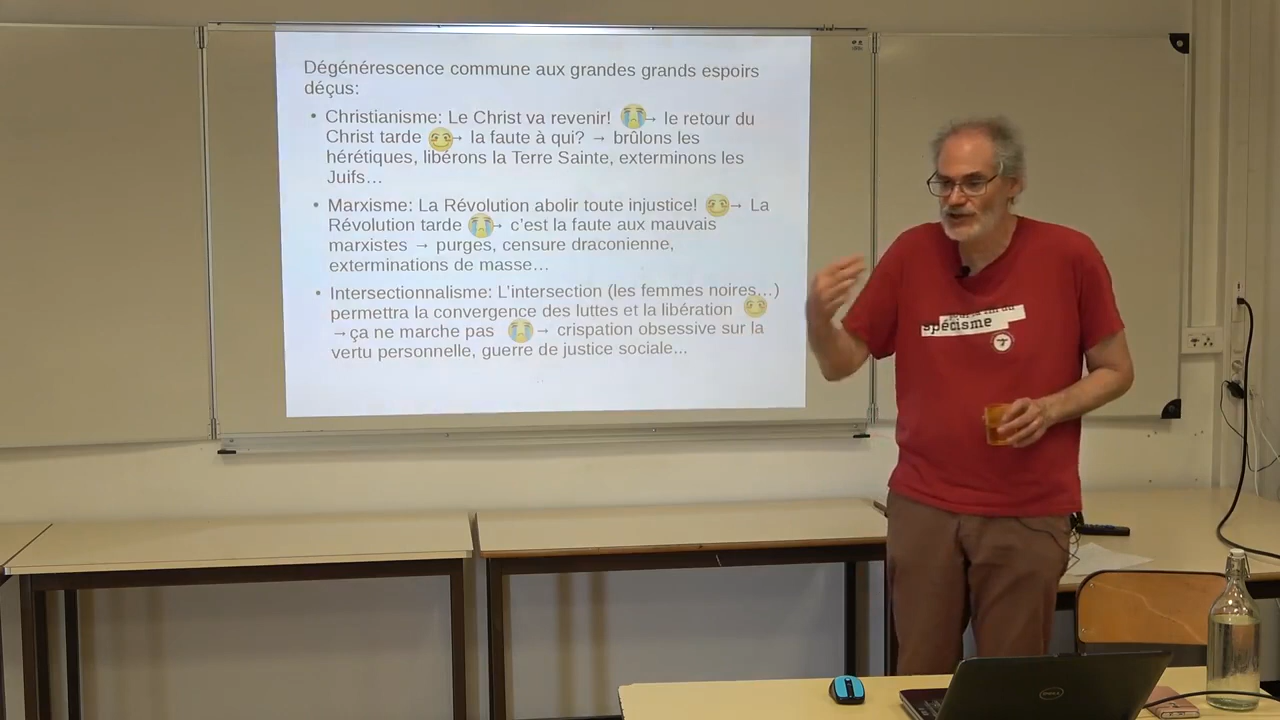 Dégénérescence commune aux grandes grands espoirs
déçus:
• Christianisme: Le Christ va revenir! 😭→ le retour du
Christ tarde 😊→ la faute à qui? → brûlons les
hérétiques, libérons la Terre Sainte, exterminons les
Juifs…
• Marxisme: La Révolution abolir toute injustice! 😊→ La
Révolution tarde 😭→ c'est la faute aux mauvais
marxistes → purges, censure draconienne,
exterminations de masse…
• Intersectionnalisme: L'intersection (les femmes noires…)
permettra la convergence des luttes et la libération 😊
→ça ne marche pas 😭→ crispation obsessive sur la
vertu personnelle, guerre de justice sociale...
spécisme
DELL